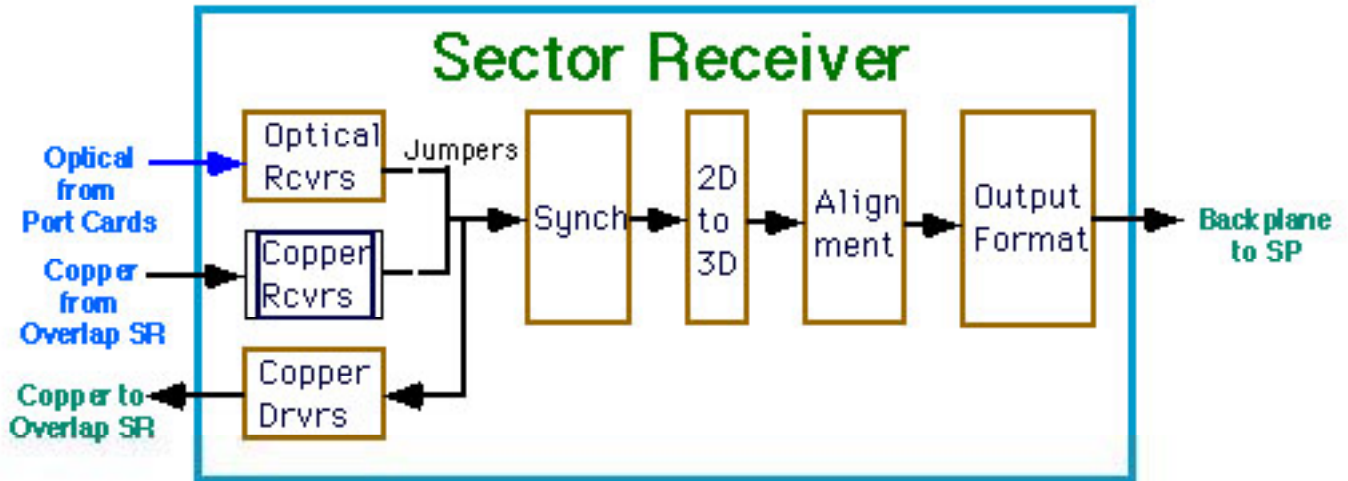 Sector Receiver
Optical
from
Port Cards
Copper
from
Overlap SR
Copper to
Overlap SR
Optical
Rcvrs
Jumpers
Copper
Rcvrs
Copper
Drvrs
Synch
2D
to
3D
Align
ment
Output
Format
Backplane
to SP